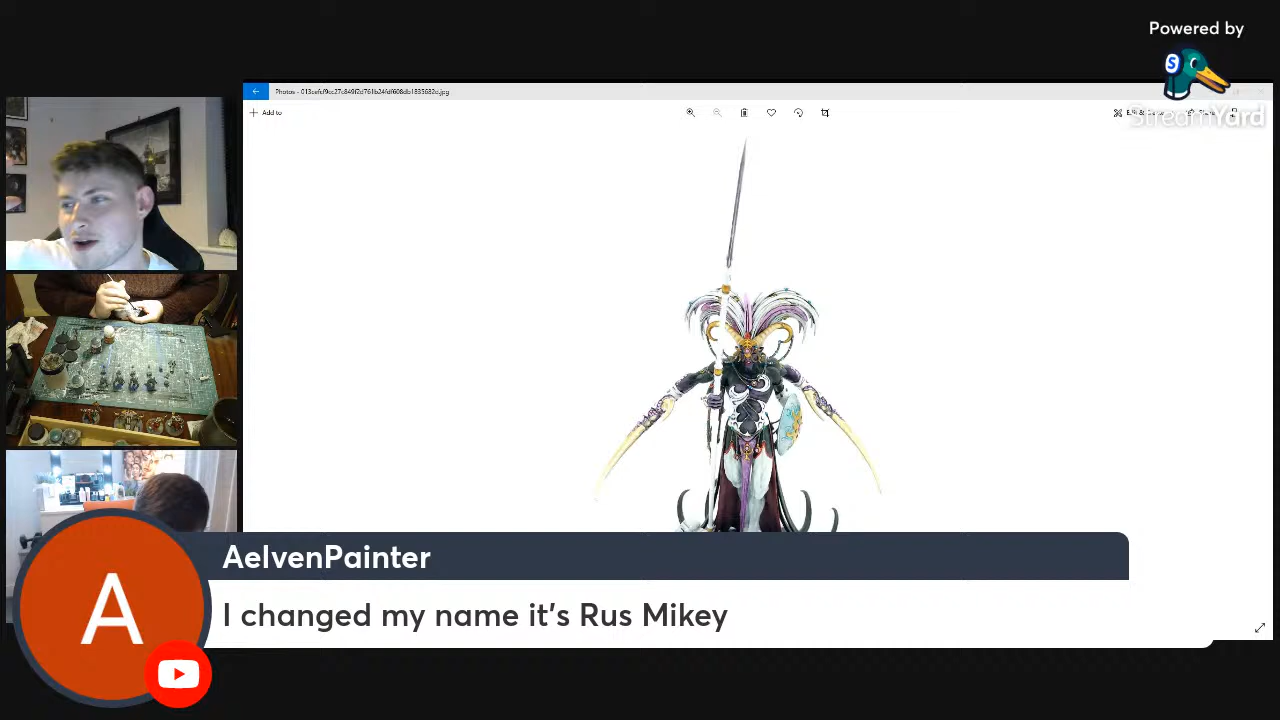 Powered by
StreamYard
Add to
AelvenPainter
I changed my name it's Rus Mikey
A
S